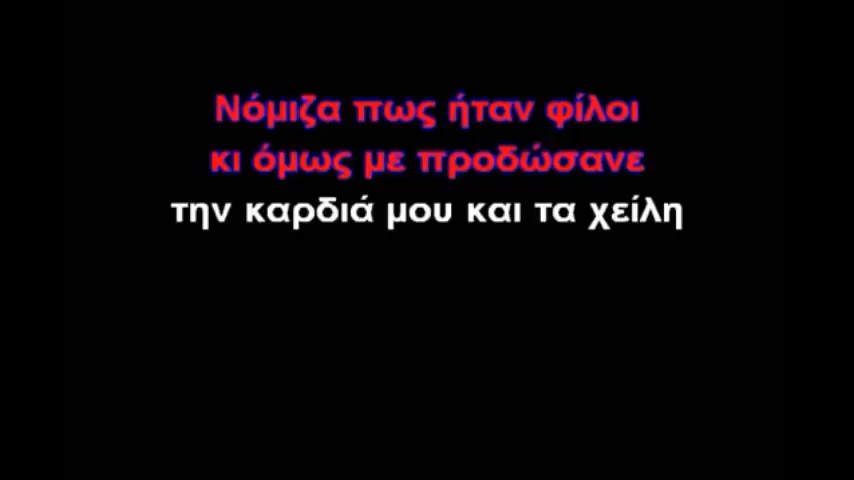 Νόμιζα πως ήταν φίλοι
κι όμως με προδώσανε
την καρδιά μου και τα χείλη